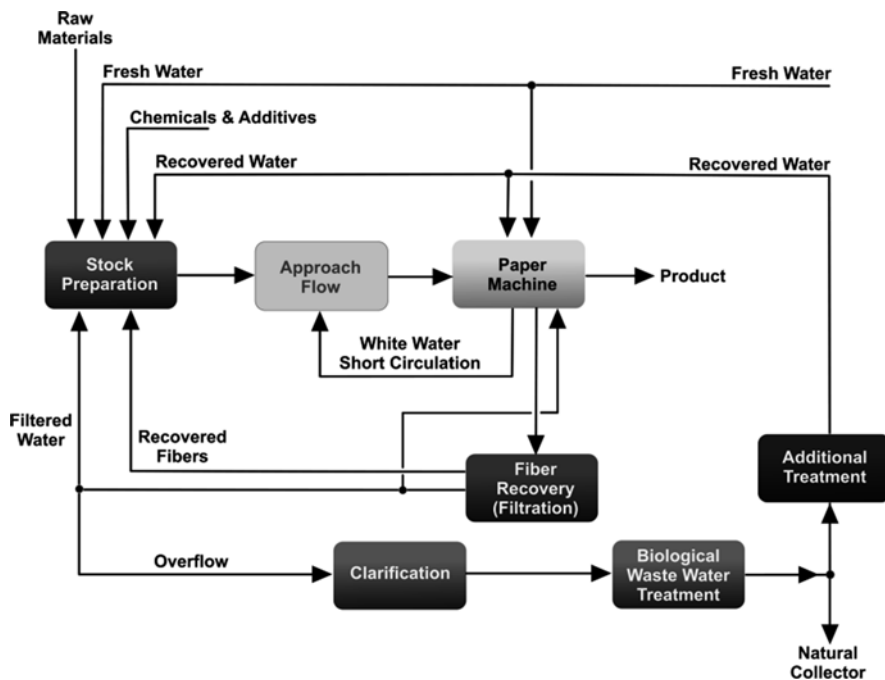 Raw
Materials
Fresh Water
Fresh Water
Chemicals & Additives
Recovered Water
Recovered Water
Stock
Preparation
Approach
Flow
Paper
Machine
Product
White Water
Short Circulation
Filtered
Water
Recovered
Fibers
Fiber
Recovery
(Filtration)
Additional
Treatment
Overflow
Clarification
Biological
Waste Water
Treatment
Natural
Collector